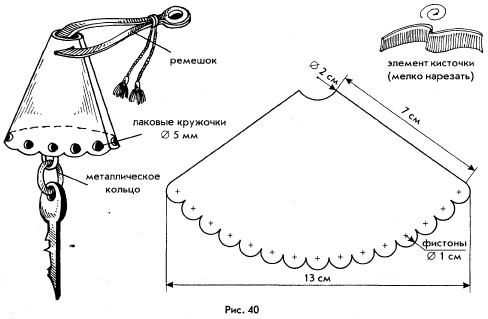 ремешок
лаковые кружочки
∅ 5 мм
металлическое
кольцо
элемент кисточки
(мелко нарезать)
∅ 2 см
7 см
фистоны
∅ 1 см
13 см
Рис. 40